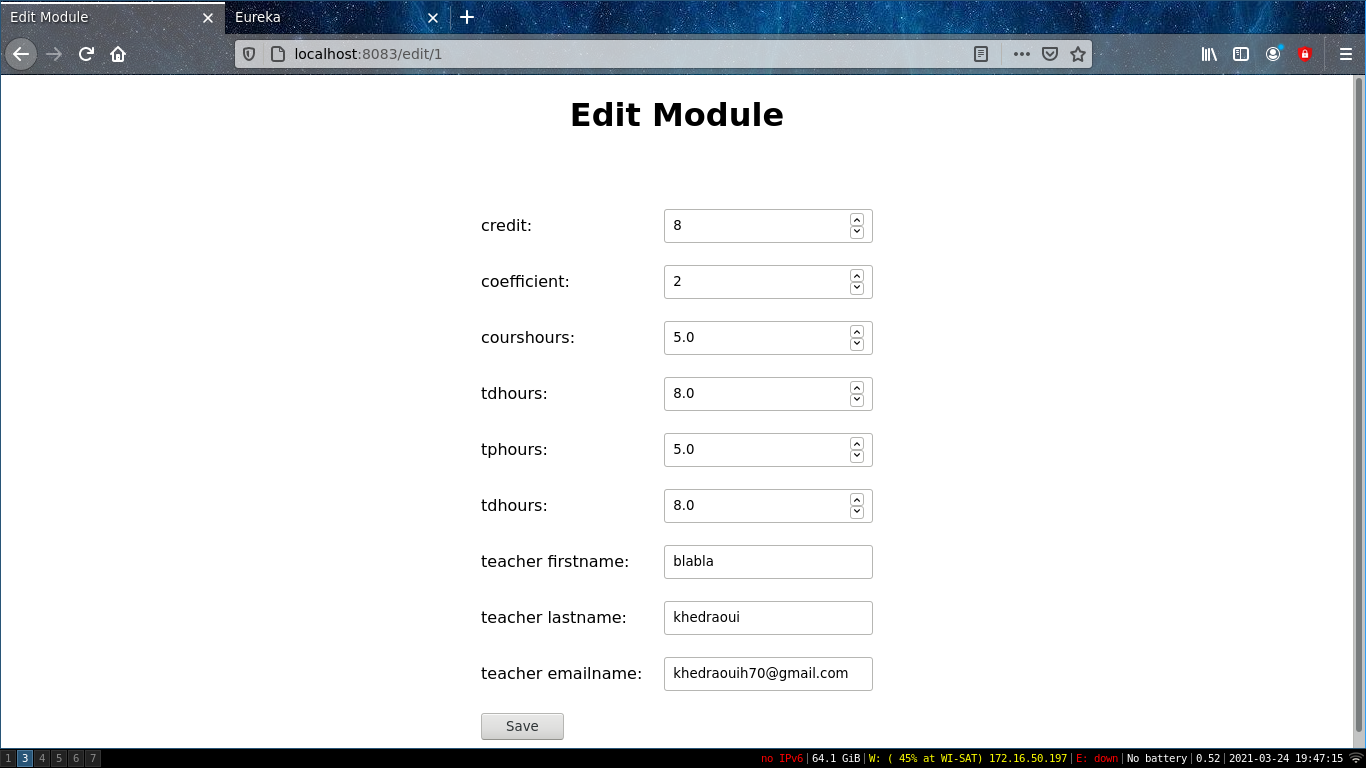 Edit Module
Eureka
localhost:8083/edit/1
Edit Module
credit: 8
coefficient: 2
courshours: 5.0
tdhours: 8.0
tphours: 5.0
tdhours: 8.0
teacher firstname: blabla
teacher lastname: khedraoui
teacher emailname: khedraouih70@gmail.com
Save
1 3 4 5 6 7 no IPv6|64.1 GiB|W: ( 45% at WI-SAT) 172.16.50.197|E: down|No battery|0.52|2021-03-24 19:47:15